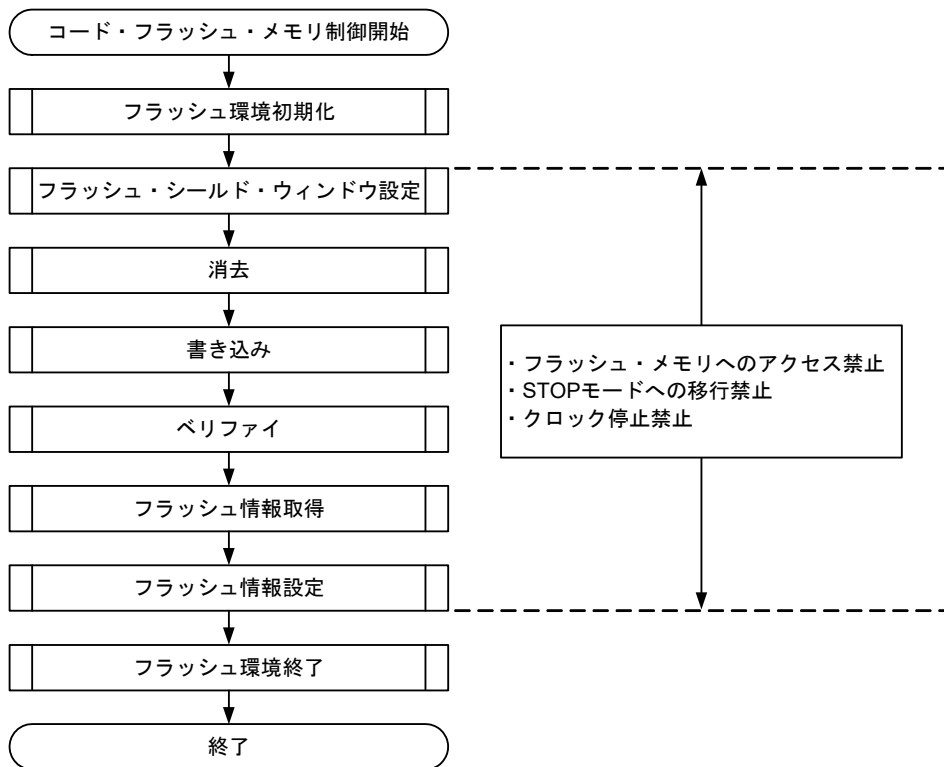 コード・フラッシュ・メモリ制御開始
フラッシュ環境初期化
フラッシュ・シールド・ウィンドウ設定
消去
書き込み
ベリファイ
フラッシュ情報取得
フラッシュ情報設定
フラッシュ環境終了
終了
・フラッシュ・メモリへのアクセス禁止
・STOPモードへの移行禁止
・クロック停止禁止